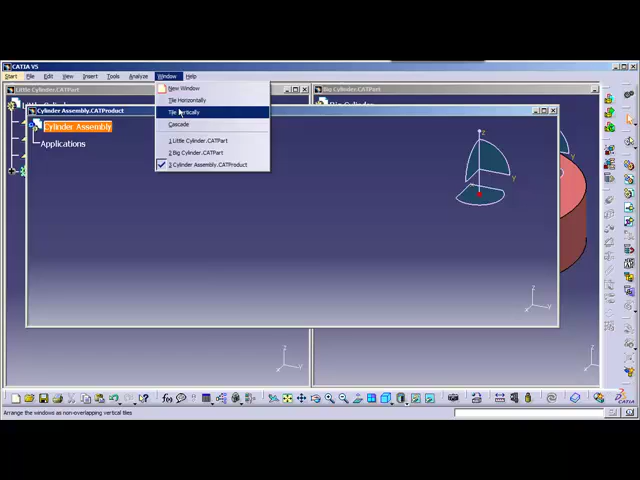 CATIA V5
Start File Edit View Insert Tools Analyze Window Help
Little Cylinder.CATPart
Big Cylinder.CATPart
New Window
Tile Horizontally
Tile Vertically
Cascade
1 Little Cylinder.CATPart
2 Big Cylinder.CATPart
3 Cylinder Assembly.CATProduct
Cylinder Assembly.CATProduct
Cylinder Assembly
Applications
z
y
x
z
y
x
z
y
x
z
x
Arrange the windows as non-overlapping vertical tiles
CATIA